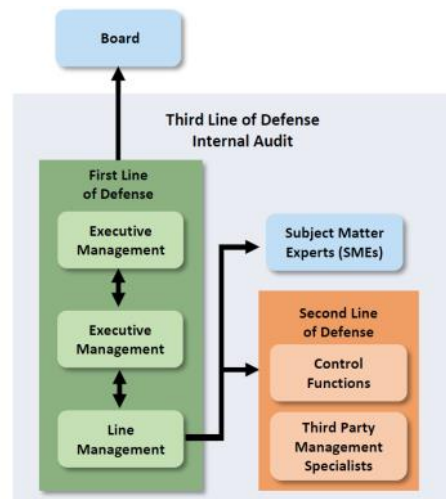 Board
Third Line of Defense
Internal Audit
First Line
of Defense
Executive
Management
Subject Matter
Experts (SMEs)
Executive
Management
Second Line
of Defense
Control
Functions
Line
Management
Third Party
Management
Specialists